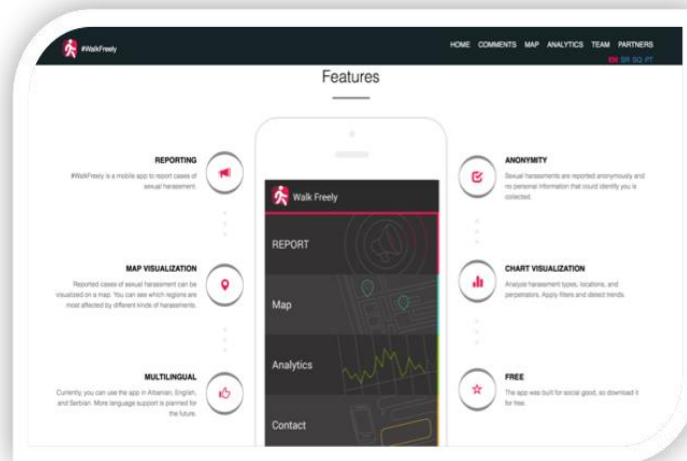 #WalkFreely
HOME COMMENTS MAP ANALYTICS TEAM PARTNERS
EN SR SQ PT
Features
REPORTING
#WalkFreely is a mobile app to report cases of
sexual harassment.
MAP VISUALIZATION
Reported cases of sexual harassment can be
visualized on a map. You can see which regions are
most affected by different kinds of harassments.
MULTILINGUAL
Currently, you can use the app in Albanian, English,
and Serbian. More language support is planned for
the future.
Walk Freely
REPORT
Map
Analytics
Contact
ANONYMITY
Sexual harassments are reported anonymously and
no personal information that could identify you is
collected.
CHART VISUALIZATION
Analyze harassment types, locations, and
perpetrators. Apply filters and detect trends.
FREE
The app was built for social good, so download it
for free.